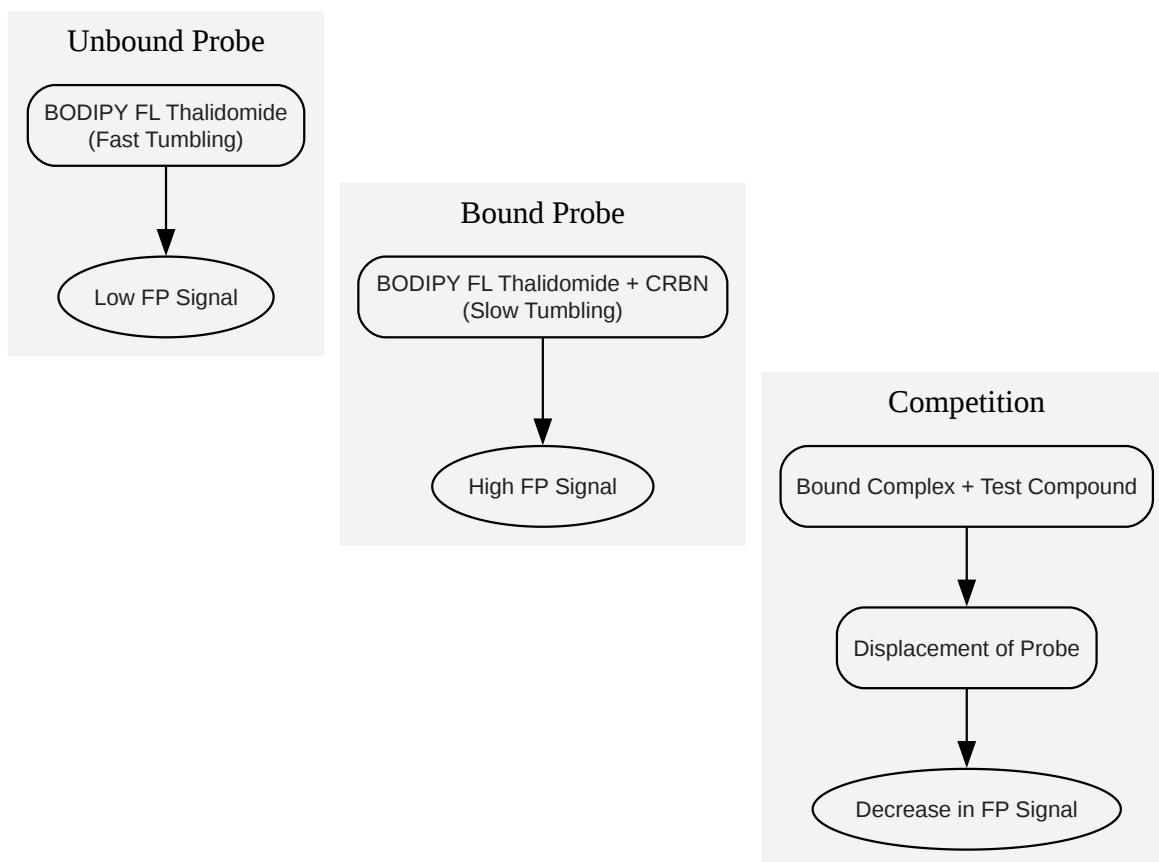 Unbound Probe
BODIPY FL Thalidomide
(Fast Tumbling)
Low FP Signal
Bound Probe
BODIPY FL Thalidomide + CRBN
(Slow Tumbling)
High FP Signal
Competition
Bound Complex + Test Compound
Displacement of Probe
Decrease in FP Signal